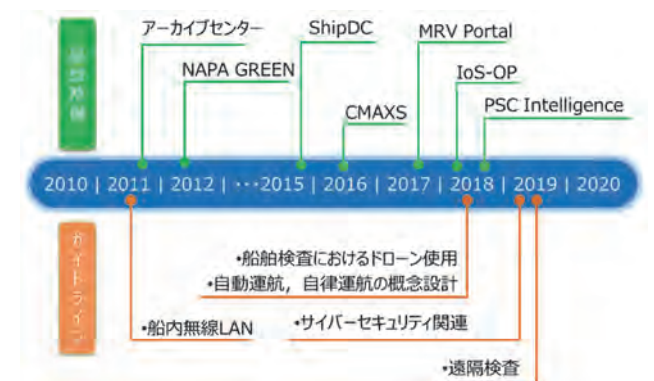 アーカイブセンター
ShipDC
MRV Portal
NAPA GREEN
IoS-OP
CMAXS
PSC Intelligence
2010 | 2011 | 2012 | ･･･2015 | 2016 | 2017 | 2018 | 2019 | 2020
ガイドライン
•船舶検査におけるドローン使用
•自動運航，自律運航の概念設計
•船内無線LAN
•サイバーセキュリティ関連
•遠隔検査